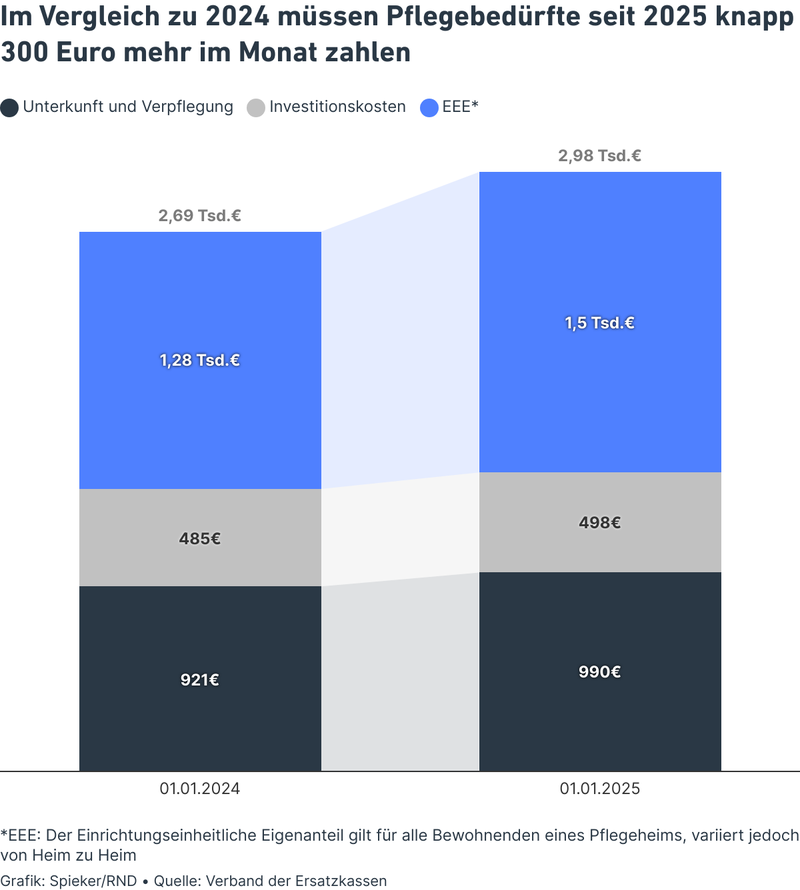 Im Vergleich zu 2024 müssen Pflegebedürfte seit 2025 knapp
300 Euro mehr im Monat zahlen
Unterkunft und Verpflegung Investitionskosten EEE*
2,98 Tsd.€
2,69 Tsd.€
1,5 Tsd.€
1,28 Tsd.€
498€
485€
990€
921€
01.01.2024 01.01.2025
*EEE: Der Einrichtungseinheitliche Eigenanteil gilt für alle Bewohnenden eines Pflegeheims, variiert jedoch
von Heim zu Heim
Grafik: Spieker/RND • Quelle: Verband der Ersatzkassen